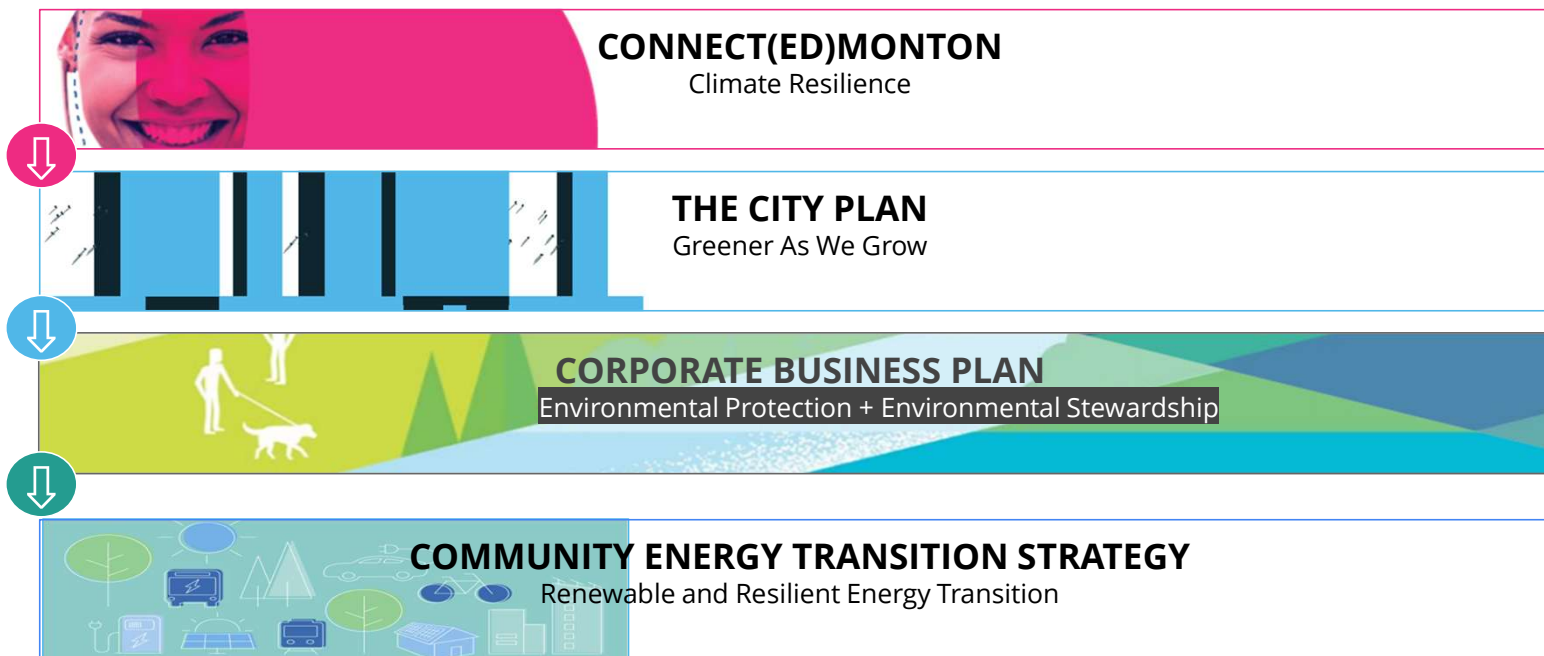 CONNECT(ED)MONTON
Climate Resilience
THE CITY PLAN
Greener As We Grow
CORPORATE BUSINESS PLAN
Environmental Protection + Environmental Stewardship
COMMUNITY ENERGY TRANSITION STRATEGY
Renewable and Resilient Energy Transition